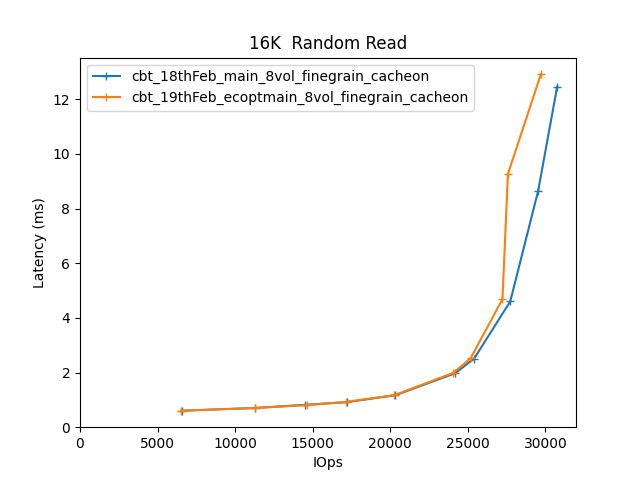 16K  Random Read
cbt_18thFeb_main_8vol_finegrain_cacheon
cbt_19thFeb_ecoptmain_8vol_finegrain_cacheon
Latency (ms)
12
10
8
6
4
2
0
0 5000 10000 15000 20000 25000 30000
IOps